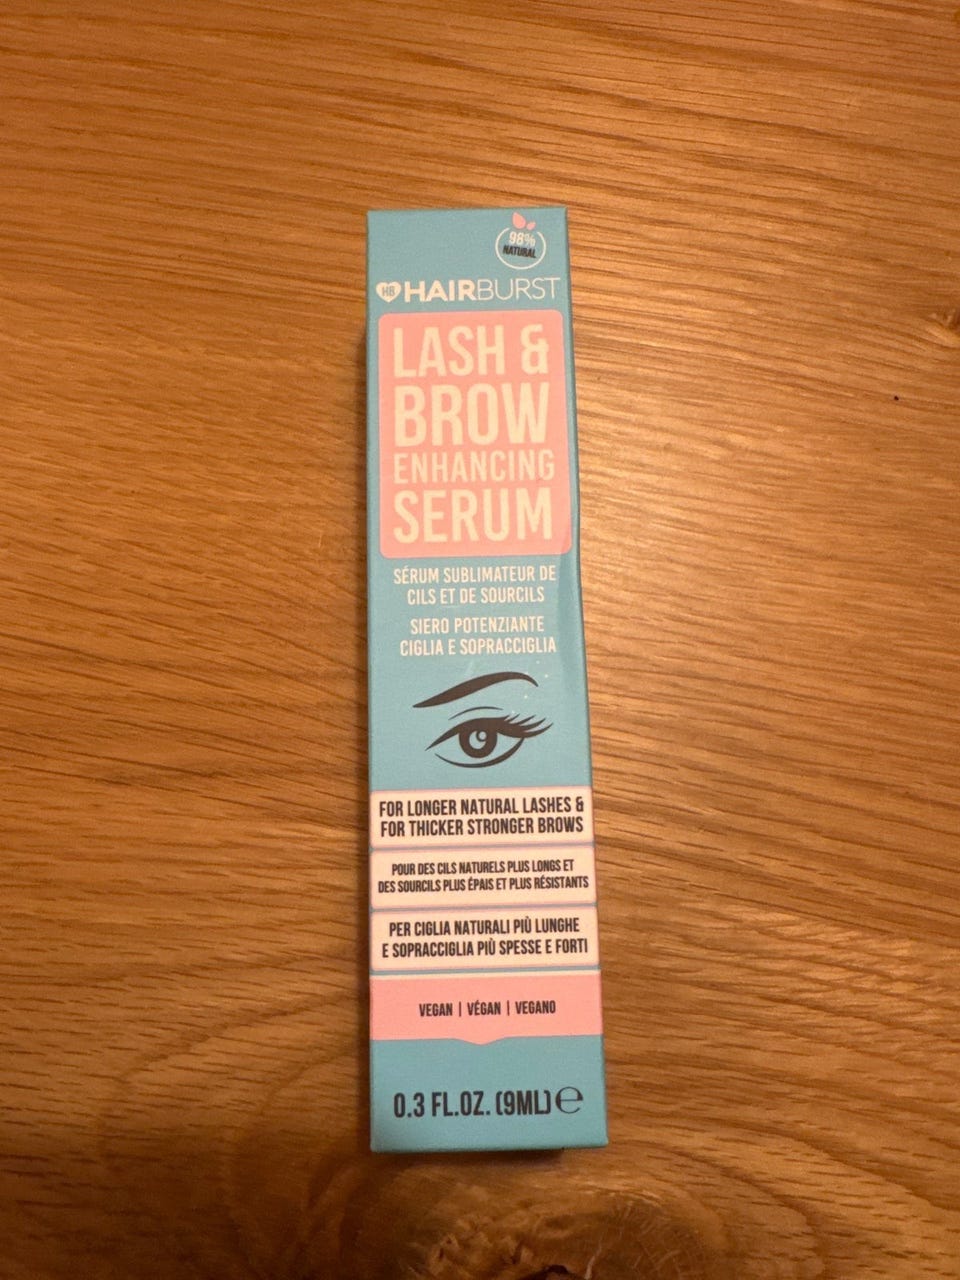 98%
NATURAL
HB HAIRBURST
LASH &
BROW
ENHANCING
SERUM
SÉRUM SUBLIMATEUR DE
CILS ET DE SOURCILS
SIERO POTENZIANTE
CIGLIA E SOPRACCIGLIA
FOR LONGER NATURAL LASHES &
FOR THICKER STRONGER BROWS
POUR DES CILS NATURELS PLUS LONGS ET
DES SOURCILS PLUS ÉPAIS ET PLUS RÉSISTANTS
PER CIGLIA NATURALI PIÙ LUNGHE
E SOPRACCIGLIA PIÙ SPESSE E FORTI
VEGAN | VÉGAN | VEGANO
0.3 FL.OZ. (9ML) ℮